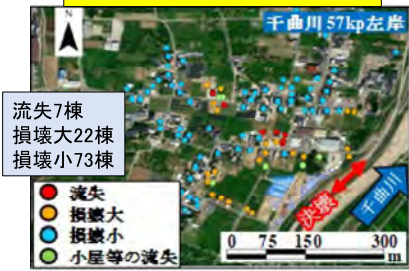 N
千曲川57kp左岸
流失7棟
損壊大22棟
損壊小73棟
流失
損壊大
損壊小
小屋等の流失
決壊
千曲川
0 75 150 300
m